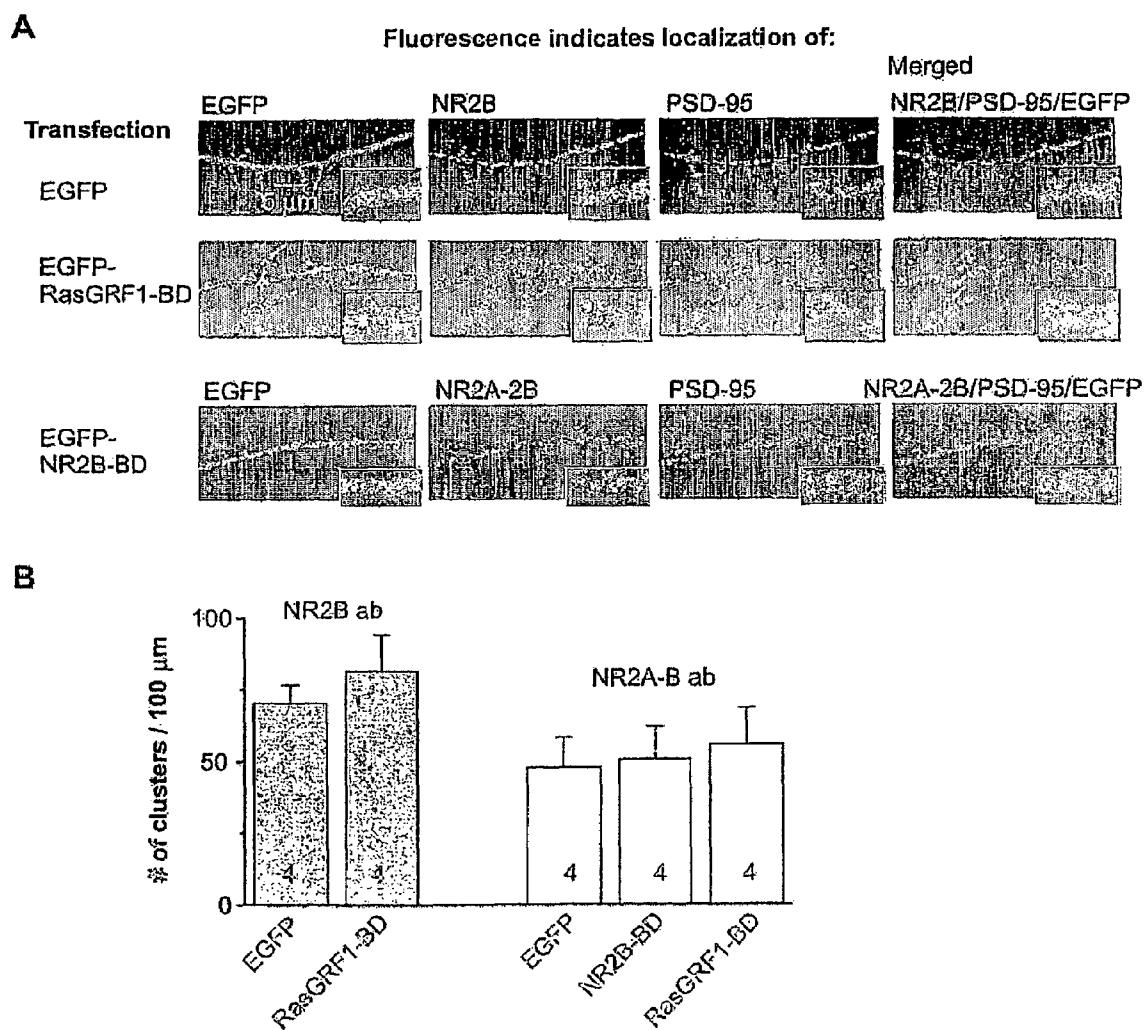 A
Fluorescence indicates localization of:
Merged
EGFP NR2B PSD-95 NR2B/PSD-95/EGFP
Transfection
EGFP
5 μm
EGFP-
RasGRF1-BD
EGFP NR2A-2B PSD-95 NR2A-2B/PSD-95/EGFP
EGFP-
NR2B-BD
B
# of clusters / 100 μm
100
50
0
NR2B ab
NR2A-B ab
4 4 4 4 4
EGFP
RasGRF1-BD
EGFP
NR2B-BD
RasGRF1-BD